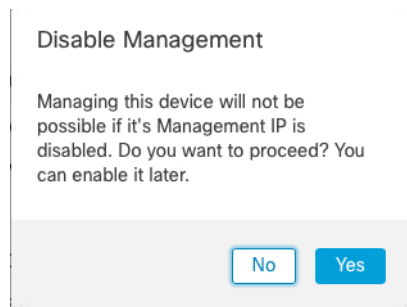 Disable Management
Managing this device will not be
possible if it's Management IP is
disabled. Do you want to proceed? You
can enable it later.
No
Yes